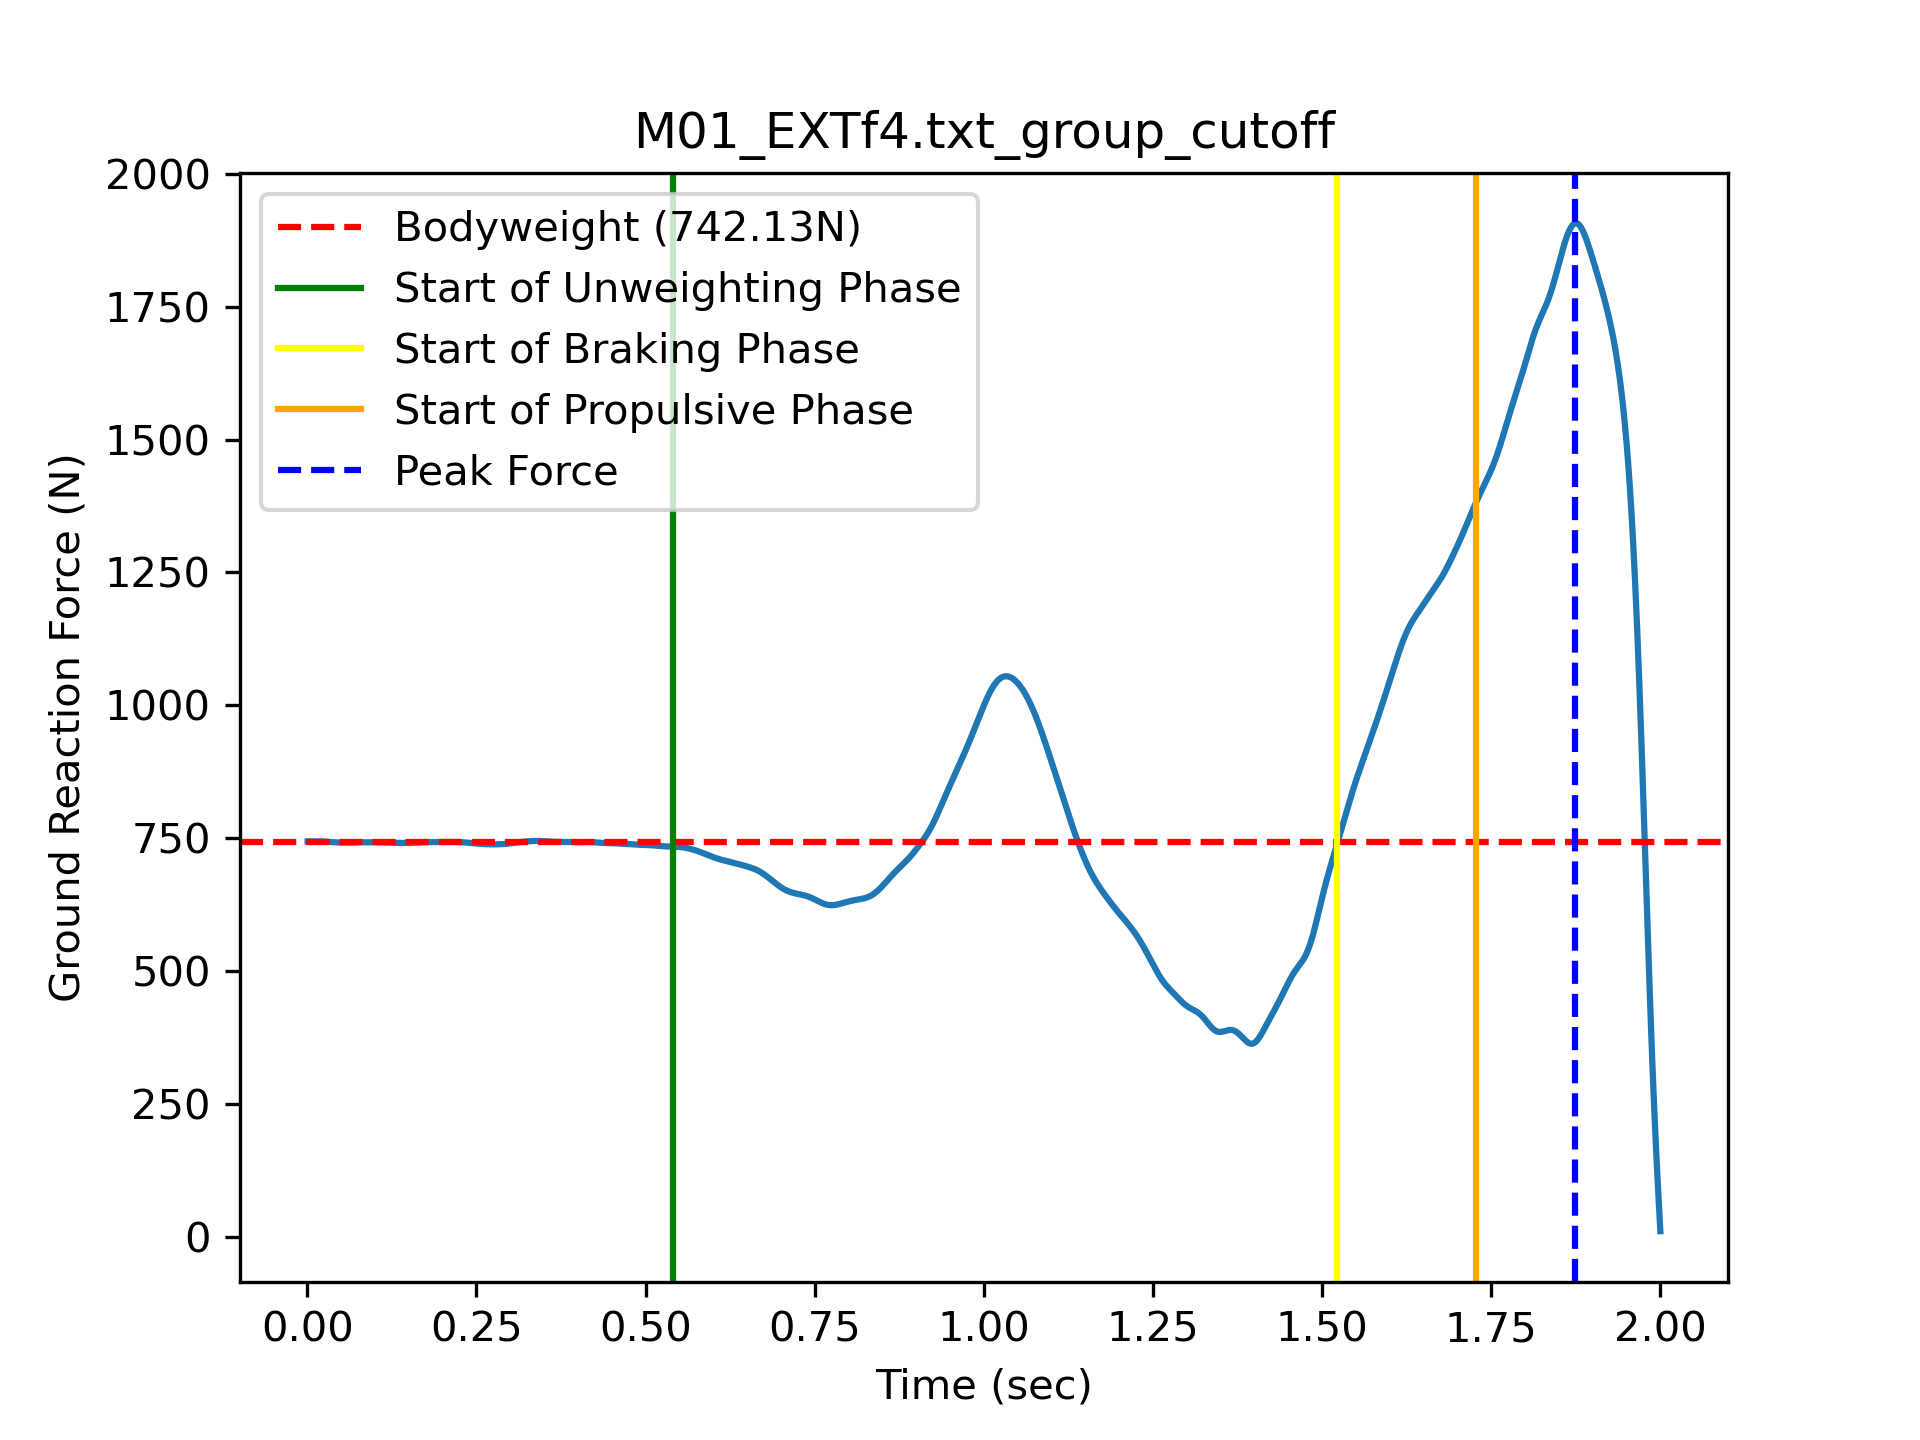 M01_EXTf4.txt_group_cutoff
2000
1750
1500
1250
1000
750
500
250
0
Ground Reaction Force (N)
Bodyweight (742.13N)
Start of Unweighting Phase
Start of Braking Phase
Start of Propulsive Phase
Peak Force
0.00 0.25 0.50 0.75 1.00 1.25 1.50 1.75 2.00
Time (sec)